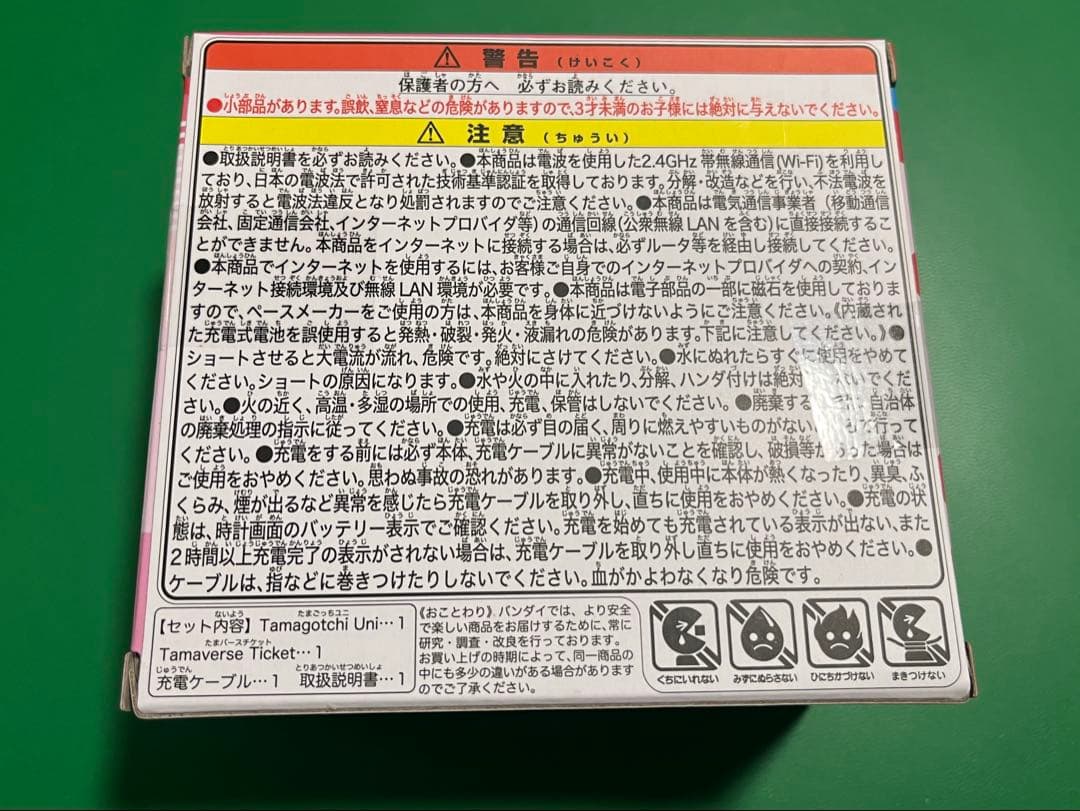 ⚠ 警告 (けいこく)
保護者の方へ 必ずお読みください。
●小部品があります。誤飲、窒息などの危険がありますので、3才未満のお子様には絶対に与えないでください。
⚠ 注意 (ちゅうい)
●取扱説明書を必ずお読みください。●本商品は電波を使用した2.4GHz 帯無線通信(Wi-Fi)を利用し
ており、日本の電波法で許可された技術基準認証を取得しております。分解・改造などを行い、不法電波を
放射すると電波法違反となり処罰されますのでご注意ください。●本商品は電気通信事業者 (移動通信
会社、固定通信会社、インターネットプロバイダ等)の通信回線(公衆無線LANを含む)に直接接続するこ
とができません。本商品をインターネットに接続する場合は、必ずルータ等を経由し接続してください。
●本商品でインターネットを使用するには、お客様ご自身でのインターネットプロバイダへの契約、イン
ターネット接続環境及び無線 LAN 環境が必要です。●本商品は電子部品の一部に磁石を使用しておりま
すので、ペースメーカーをご使用の方は、本商品を身体に近づけないようにご注意ください。《内蔵され
た充電式電池を誤使用すると発熱・破裂・発火・液漏れの危険があります。下記に注意してください。》●
ショートさせると大電流が流れ、危険です。絶対にさけてください。●水にぬれたらすぐに使用をやめて
ください。ショートの原因になります。●水や火の中に入れたり、分解、ハンダ付けは絶対 ないでくだ
さい。●火の近く、高温・多湿の場所での使用、充電、保管はしないでください。●廃棄する 自治体
の廃棄処理の指示に従ってください。●充電は必ず目の届く、周りに燃えやすいものがない で行って
ください。●充電をする前には必ず本体、充電ケーブルに異常がないことを確認し、破損等があった場合は
ご使用をおやめください。思わぬ事故の恐れがあります。●充電中、使用中に本体が熱くなったり、異臭、ふ
くらみ、煙が出るなど異常を感じたら充電ケーブルを取り外し、直ちに使用をおやめください。●充電の状
態は、時計画面のバッテリー表示でご確認ください。充電を始めても充電されている表示が出ない、また
2時間以上充電完了の表示がされない場合は、充電ケーブルを取り外し直ちに使用をおやめください。●
ケーブルは、指などに巻きつけたりしないでください。血がかよわなくなり危険です。
【セット内容】Tamagotchi Uni…1
Tamaverse Ticket…1
充電ケーブル…1 取扱説明書…1
《おことわり》バンダイでは、より安全
で楽しい商品をお届けするために、常に
研究・調査・改良を行っております。
お買い上げの時期によって、同一商品の
中にも多少の違いがある場合があります
のでご了承ください。
くちにいれない みずにぬらさない ひにちかづけない まきつけない